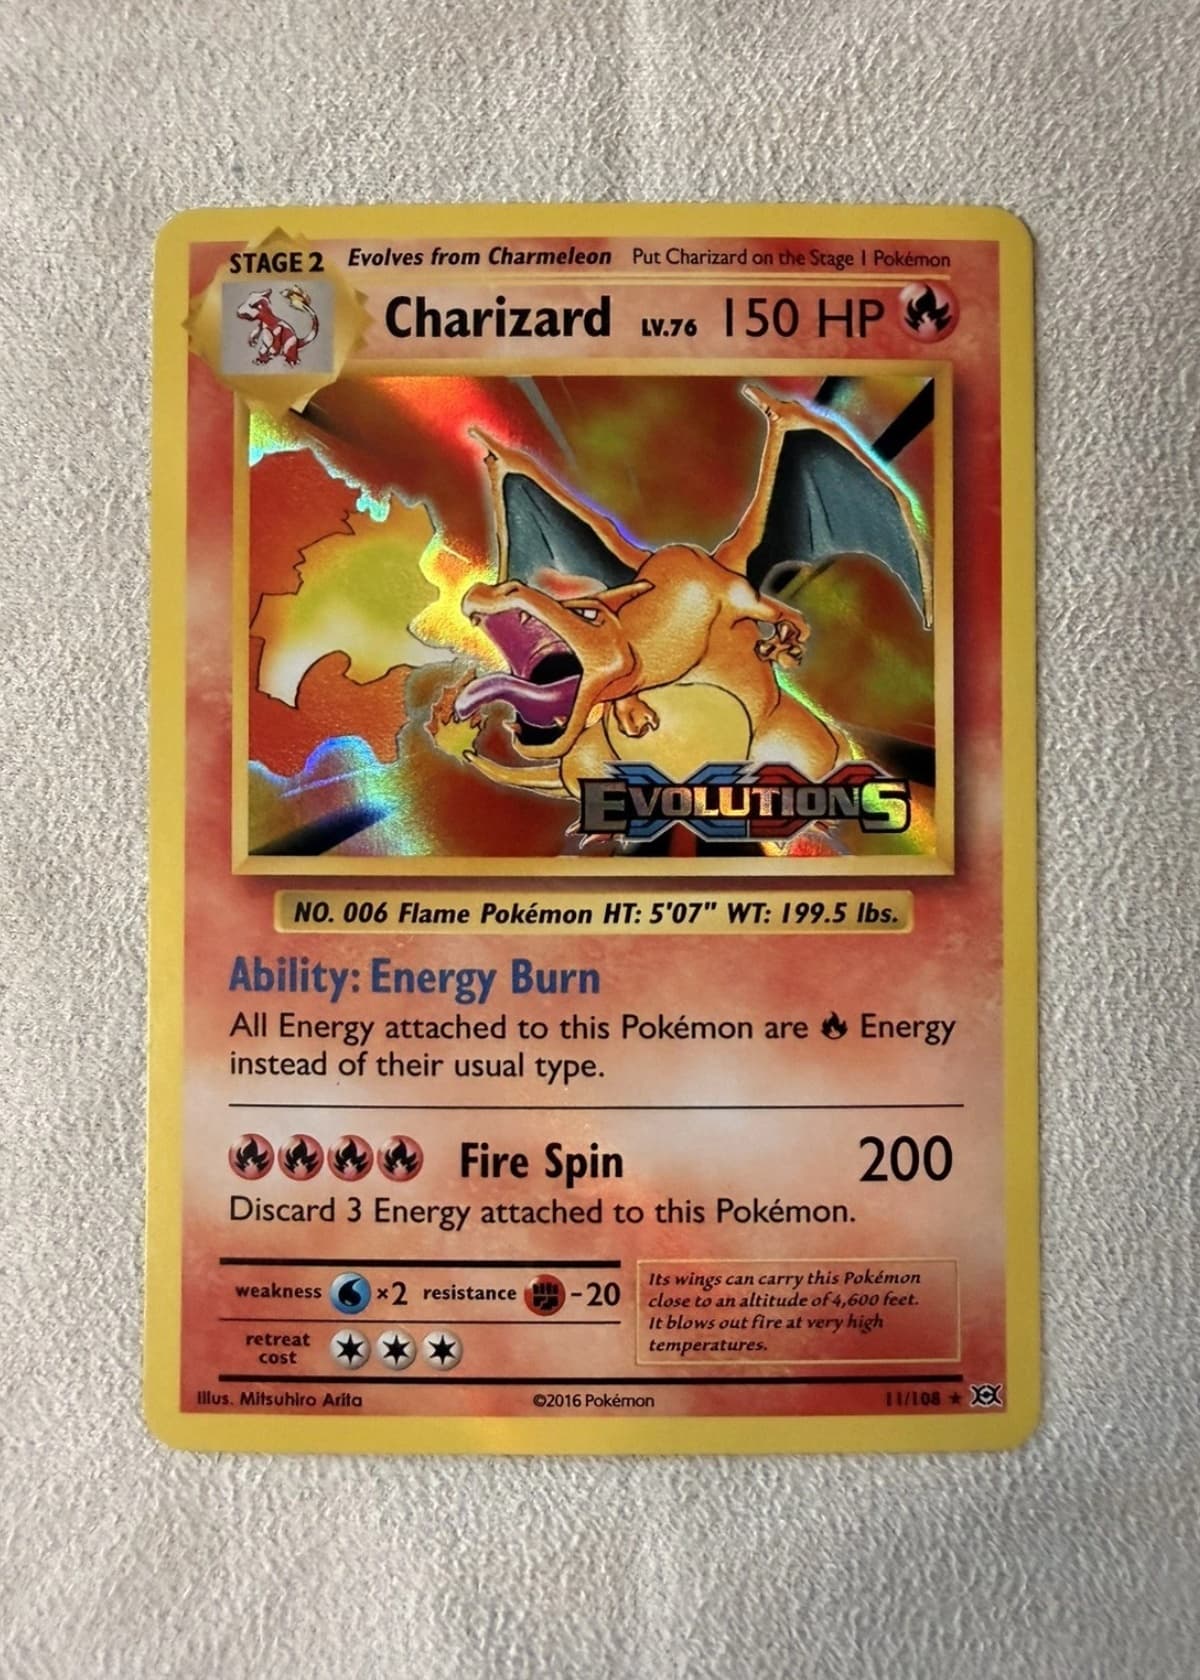 STAGE 2 Evolves from Charmeleon Put Charizard on the Stage 1 Pokémon
Charizard LV.76 150 HP
EVOLUTIONS
NO. 006 Flame Pokémon HT: 5'07" WT: 199.5 lbs.
Ability: Energy Burn
All Energy attached to this Pokémon are Energy
instead of their usual type.
Fire Spin 200
Discard 3 Energy attached to this Pokémon.
weakness ×2 resistance -20
retreat
cost
Its wings can carry this Pokémon
close to an altitude of 4,600 feet.
It blows out fire at very high
temperatures.
Illus. Mitsuhiro Arita ©2016 Pokémon 11/108